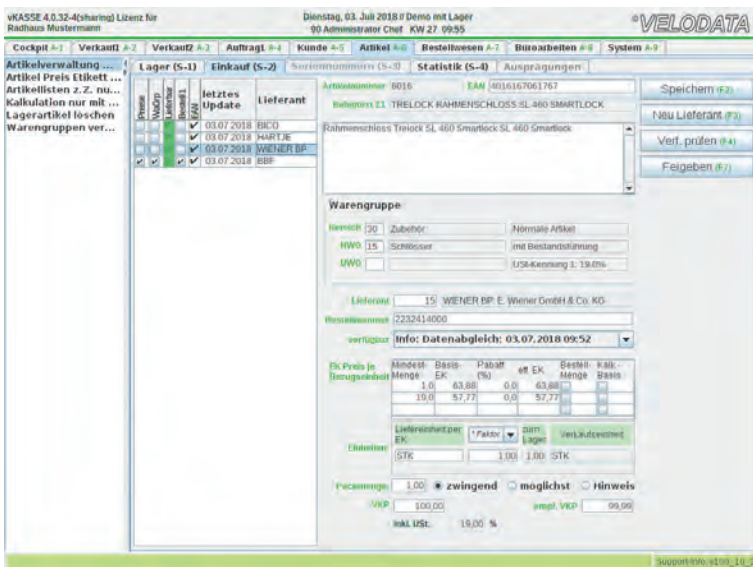 vKASSE 4.0.32-4(sharing) Lizenz für
Radhaus Mustermann
Dienstag, 03. Juli 2018 // Demo mit Lager
90 Administrator Chef KW 27 09:55
VELODATA
Cockpit A-1 Verkauf1 A-2 Verkauf2 A-3 Auftrag1 A-4 Kunde A-5 Artikel A-6 Bestellwesen A-7 Büroarbeiten A-8 System A-9
Artikelverwaltung ...
Artikel Preis Etikett ...
Artikellisten z.Z. nu...
Kalkulation nur mit ...
Lagerartikel löschen
Warengruppen ver...
Lager (S-1) Einkauf (S-2) Seriennummern (S-3) Statistik (S-4) Ausprägungen
Preise WaGrp Lieferbar Bestell1 EAN letztes Update Lieferant
03.07.2018 BICO
03.07.2018 HARTJE
03.07.2018 WIENER BP
03.07.2018 BBF
Artikelnummer 6016 EAN 4016167061767
TRELOCK RAHMENSCHLOSS SL 460 SMARTLOCK
Rahmenschloss Trelock SL 460 Smartlock SL 460 Smartlock
Warengruppe
Bereich 30 Zubehör Normale Artikel
HWG 15 Schlösser mit Bestandsführung
UWG USt-Kennung 1, 19.0%
Lieferant 15 WIENER BP: E. Wiener GmbH & Co. KG
Bestellnummer 2232414000
verfügbar Info: Datenabgleich: 03.07.2018 09:52
EK Preis je Bezugseinheit
Mindest-Menge Basis-EK Rabatt (%) eff EK Bestell-Menge Kalk.-Basis
1,0 63,88 0,0 63,88
19,0 57,77 0,0 57,77
Einheiten
Liefereinheit per EK * Faktor zum Lager Verkaufseinheit
STK 1,00 1,00 STK
Packmenge 1,00 zwingend möglichst Hinweis
VKP 100,00 empf. VKP 99,99
inkl. USt. 19,00 %
Speichern (F2)
Neu Lieferant (F3)
Verf. prüfen (F4)
Feigeben (F7)